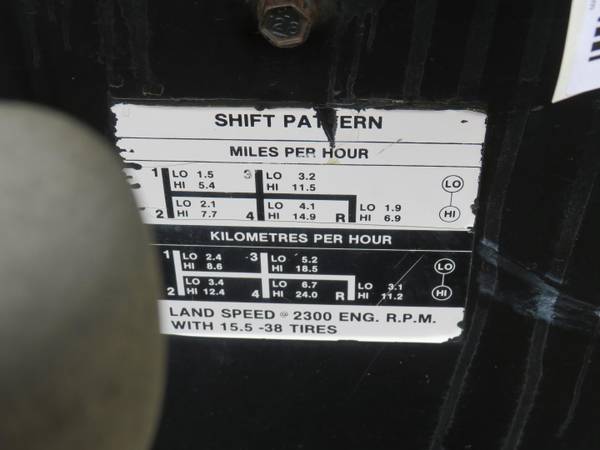 SHIFT PATTERN
MILES PER HOUR
1 LO 1.5 3 LO 3.2
HI 5.4 HI 11.5 LO
LO 2.1 LO 4.1 LO 1.9
2 HI 7.7 4 HI 14.9 R HI 6.9 HI
KILOMETRES PER HOUR
1 LO 2.4 3 LO 5.2
HI 8.6 HI 18.5 LO
LO 3.4 LO 6.7 LO 3.1
2 HI 12.4 4 HI 24.0 R HI 11.2 HI
LAND SPEED @ 2300 ENG. R.P.M.
WITH 15.5 -38 TIRES